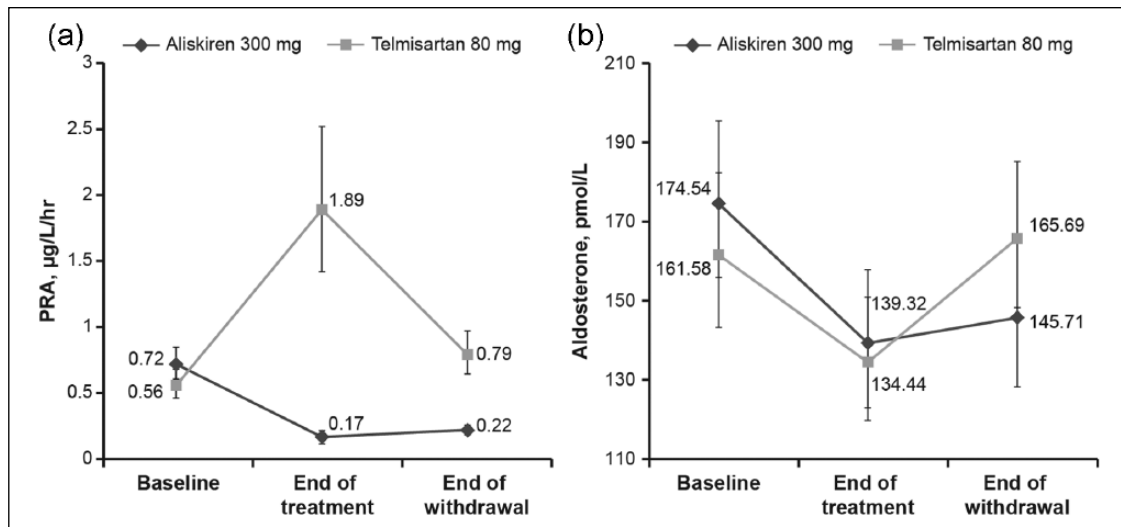 (a)
Aliskiren 300 mg
Telmisartan 80 mg
3
2.5
2
1.5
1
0.5
0
PRA, µg/L/hr
0.72
0.56
1.89
0.17
0.79
0.22
Baseline
End of
treatment
End of
withdrawal
(b)
Aliskiren 300 mg
Telmisartan 80 mg
210
190
170
150
130
110
Aldosterone, pmol/L
174.54
161.58
139.32
134.44
165.69
145.71
Baseline
End of
treatment
End of
withdrawal